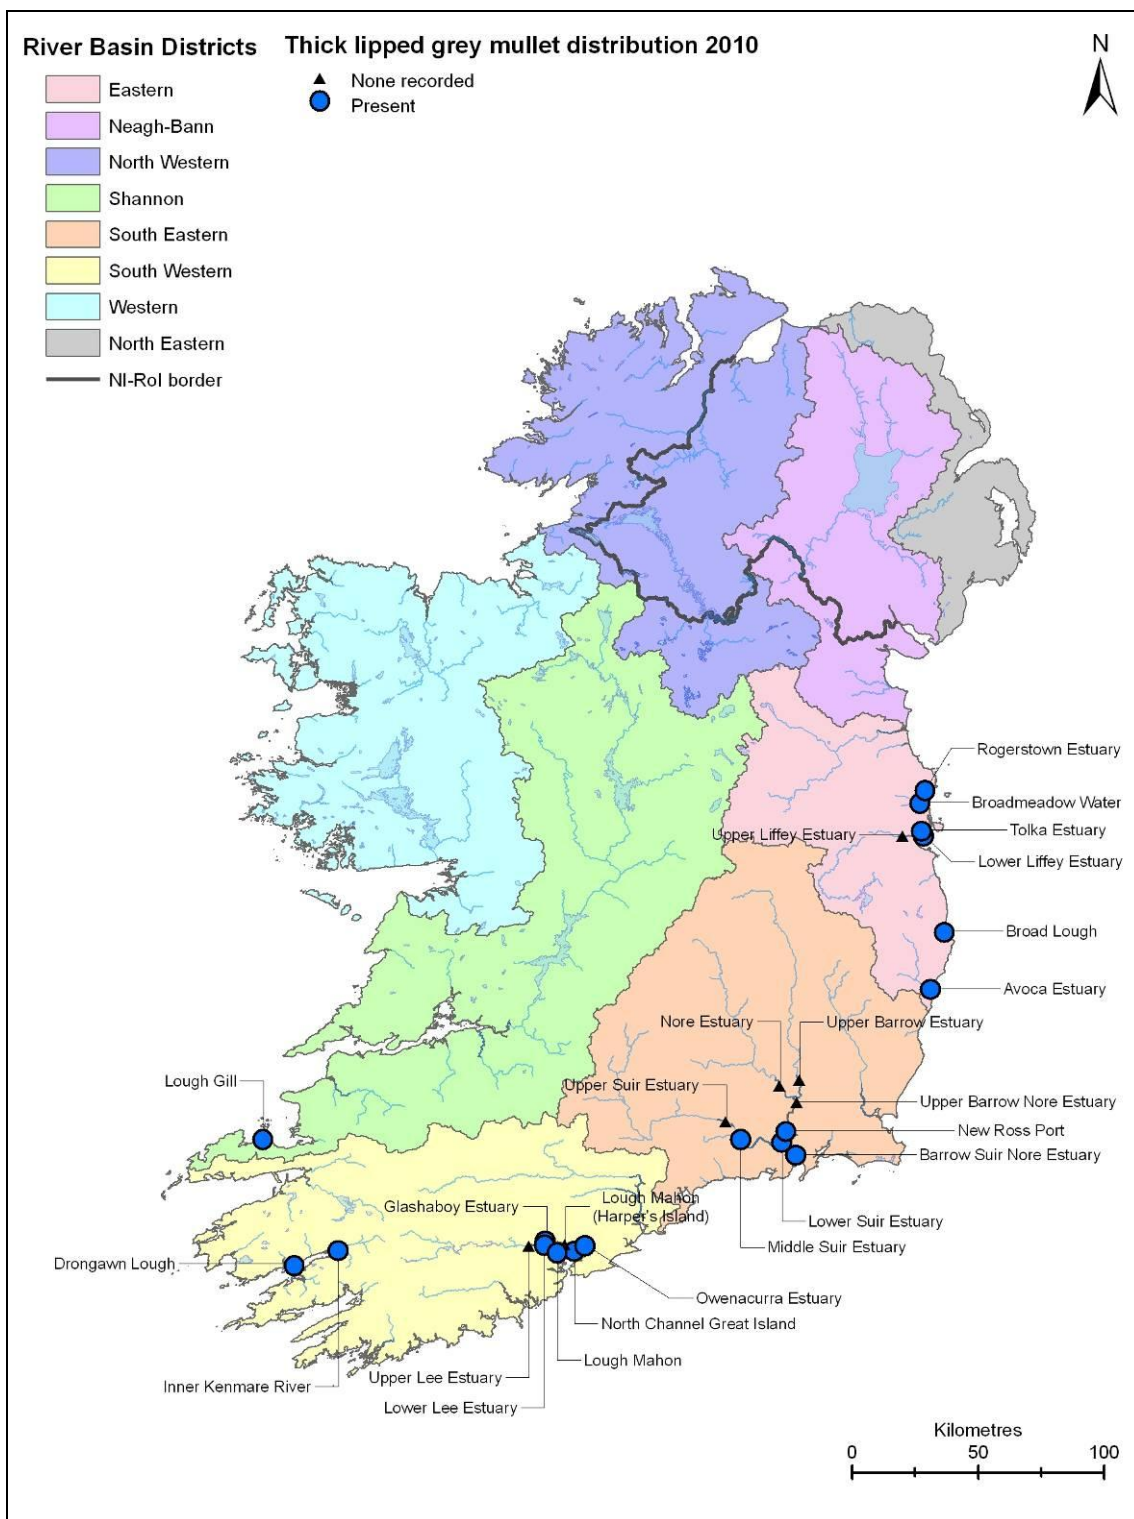 River Basin Districts
Eastern
Neagh-Bann
North Western
Shannon
South Eastern
South Western
Western
North Eastern
NI-RoI border
Thick lipped grey mullet distribution 2010
None recorded
Present
N
Rogerstown Estuary
Broadmeadow Water
Tolka Estuary
Upper Liffey Estuary
Lower Liffey Estuary
Broad Lough
Avoca Estuary
Nore Estuary
Upper Barrow Estuary
Lough Gill
Upper Suir Estuary
Upper Barrow Nore Estuary
New Ross Port
Barrow Suir Nore Estuary
Glashaboy Estuary
Lough Mahon
(Harper's Island)
Lower Suir Estuary
Middle Suir Estuary
Drongawn Lough
Owenacurra Estuary
North Channel Great Island
Lough Mahon
Upper Lee Estuary
Inner Kenmare River
Lower Lee Estuary
Kilometres
0 50 100